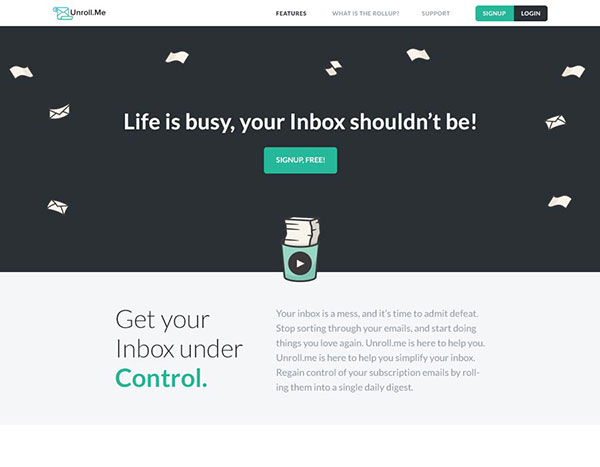 Unroll.Me FEATURES WHAT IS THE ROLLUP? SUPPORT SIGNUP LOGIN
Life is busy, your Inbox shouldn't be!
SIGNUP, FREE!
Get your
Inbox under
Control.
Your inbox is a mess, and it's time to admit defeat.
Stop sorting through your emails, and start doing
things you love again. Unroll.me is here to help you.
Unroll.me is here to help you simplify your inbox.
Regain control of your subscription emails by roll-
ing them into a single daily digest.